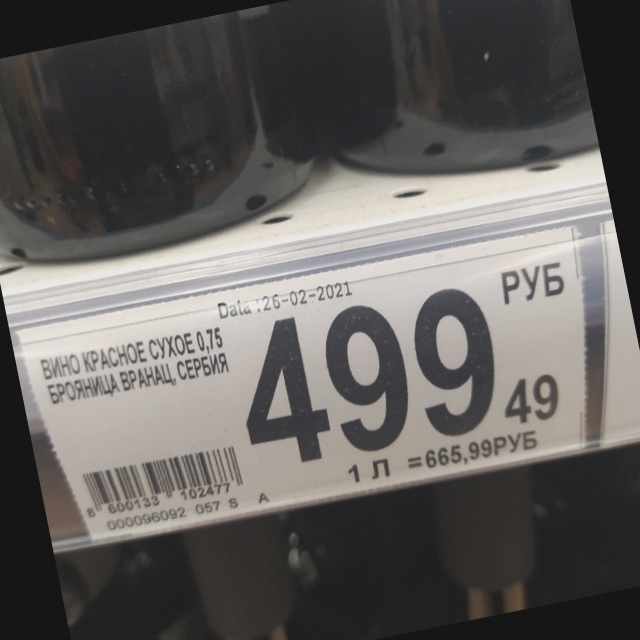 Data :26-02-2021
ВИНО КРАСНОЕ СУХОЕ 0,75
БРОЯНИЦА ВРАНАЦ, СЕРБИЯ
499 РУБ
49
1 Л =665,99РУБ
8 600133 102477
000096092 057 S A